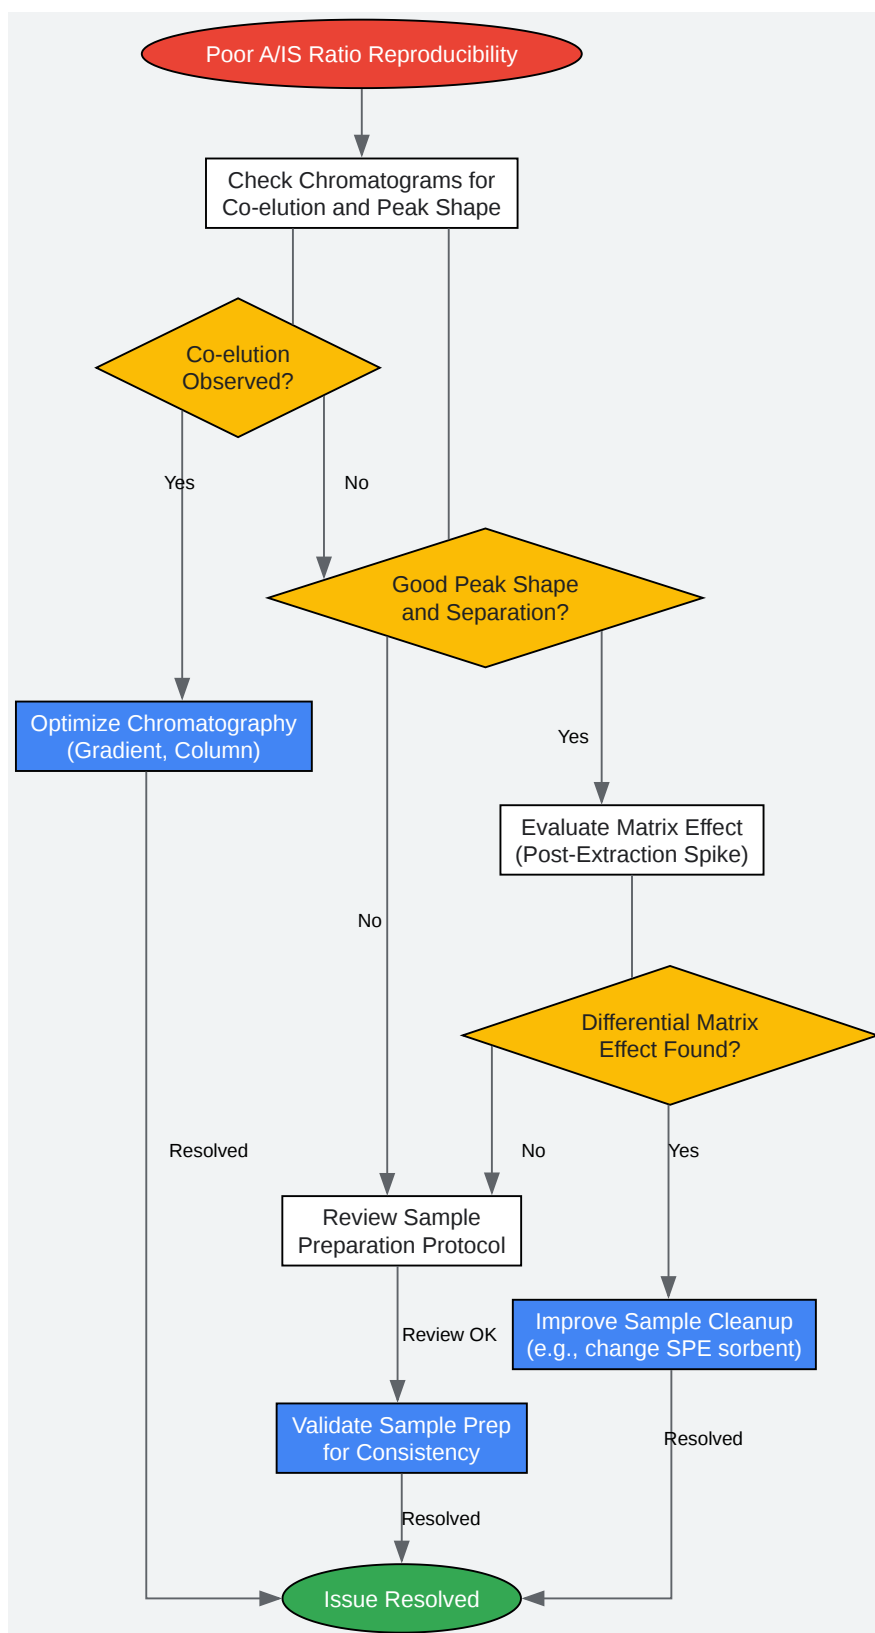 Poor A/IS Ratio Reproducibility
Check Chromatograms for
Co-elution and Peak Shape
Co-elution
Observed?
Yes
No
Good Peak Shape
and Separation?
Optimize Chromatography
(Gradient, Column)
Yes
Evaluate Matrix Effect
(Post-Extraction Spike)
No
Differential Matrix
Effect Found?
Resolved
No
Yes
Review Sample
Preparation Protocol
Improve Sample Cleanup
(e.g., change SPE sorbent)
Review OK
Validate Sample Prep
for Consistency
Resolved
Resolved
Issue Resolved